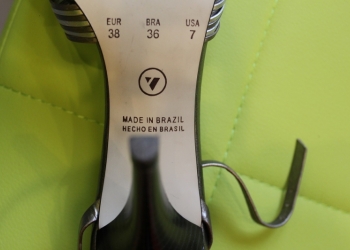 EUR BRA USA
38 36 7
MADE IN BRAZIL
HECHO EN BRASIL